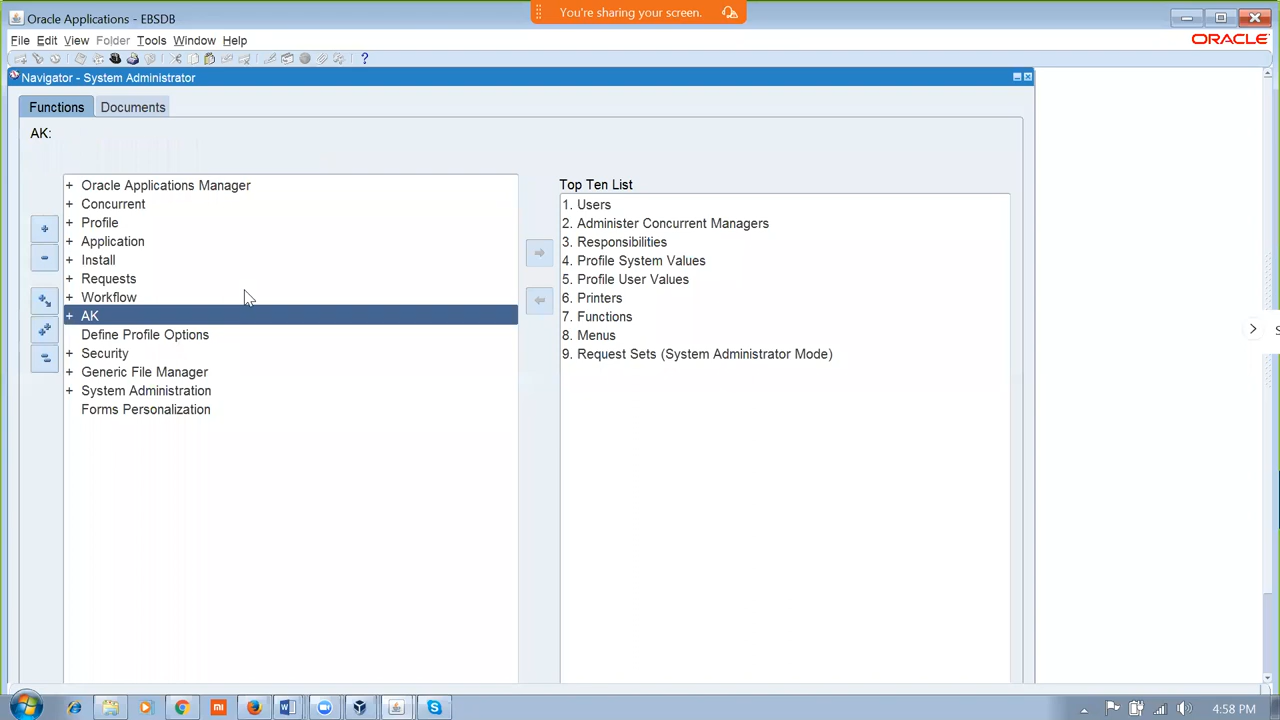 Oracle Applications - EBSDB
You're sharing your screen.
File Edit View Folder Tools Window Help
ORACLE
Navigator - System Administrator
Functions Documents
AK:
+ Oracle Applications Manager
+ Concurrent
+ Profile
+ Application
+ Install
+ Requests
+ Workflow
+ AK
Define Profile Options
+ Security
+ Generic File Manager
+ System Administration
Forms Personalization
Top Ten List
1. Users
2. Administer Concurrent Managers
3. Responsibilities
4. Profile System Values
5. Profile User Values
6. Printers
7. Functions
8. Menus
9. Request Sets (System Administrator Mode)
4:58 PM